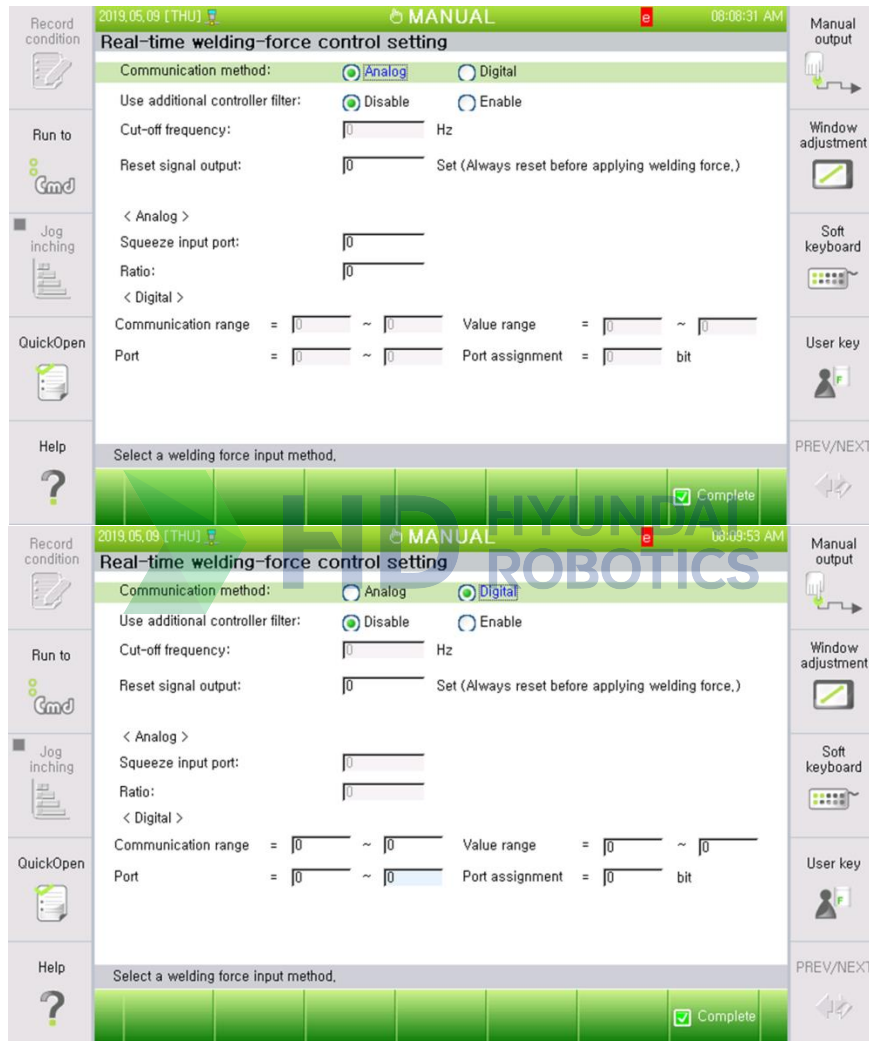 Record condition
2019,05,09 [THU] MANUAL e 08:08:31 AM
Manual output
Real-time welding-force control setting
Communication method: Analog Digital
Use additional controller filter: Disable Enable
Run to
Cmd
Cut-off frequency: 0 Hz
Window adjustment
Reset signal output: 0 Set (Always reset before applying welding force,)
Jog inching
< Analog >
Soft keyboard
Squeeze input port: 0
Ratio: 0
< Digital >
Communication range = 0 ~ 0 Value range = 0 ~ 0
QuickOpen
User key
F
Port = 0 ~ 0 Port assignment = 0 bit
Help
?
Select a welding force input method,
PREV/NEXT
Complete
HD HYUNDAI
ROBOTICS
Record condition
2019,05,09 [THU] MANUAL e 08:09:53 AM
Manual output
Real-time welding-force control setting
Communication method: Analog Digital
Use additional controller filter: Disable Enable
Run to
Cmd
Cut-off frequency: 0 Hz
Window adjustment
Reset signal output: 0 Set (Always reset before applying welding force,)
Jog inching
< Analog >
Soft keyboard
Squeeze input port: 0
Ratio: 0
< Digital >
Communication range = 0 ~ 0 Value range = 0 ~ 0
QuickOpen
User key
F
Port = 0 ~ 0 Port assignment = 0 bit
Help
?
Select a welding force input method,
PREV/NEXT
Complete